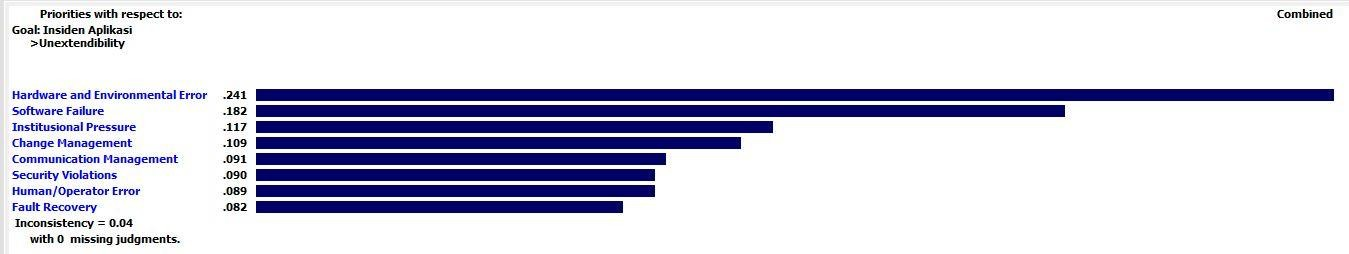 Priorities with respect to: Combined
Goal: Insiden Aplikasi
>Unextendibility
Hardware and Environmental Error .241
Software Failure .182
Institusional Pressure .117
Change Management .109
Communication Management .091
Security Violations .090
Human/Operator Error .089
Fault Recovery .082
Inconsistency = 0.04
with 0 missing judgments.